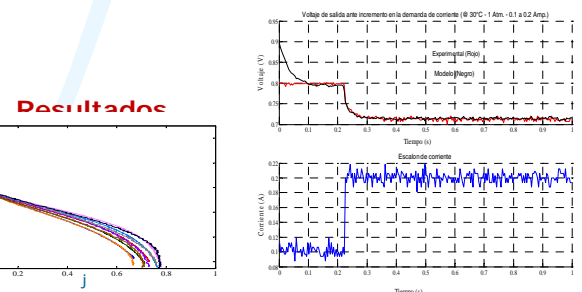 Resultados
0.2 0.4 0.6 0.8 1
j
Voltaje de salida ante incremento en la demanda de corriente (@ 30°C - 1 Atm. - 0.1 a 0.2 Amp.)
0.95
0.9
0.85
0.8
0.75
0.7
Voltaje (V)
Experimental (Rojo)
Modelo (Negro)
0 0.1 0.2 0.3 0.4 0.5 0.6 0.7 0.8 0.9 1
Tiempo (s)
Escalon de corriente
0.22
0.2
0.18
0.16
0.14
0.12
0.1
0.08
Corriente (A)
0 0.1 0.2 0.3 0.4 0.5 0.6 0.7 0.8 0.9 1
Tiempo (s)